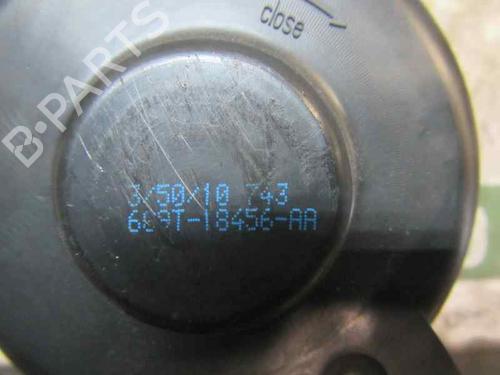 close
B-PARTS
3/50/10 743
6G9T-18456-AA